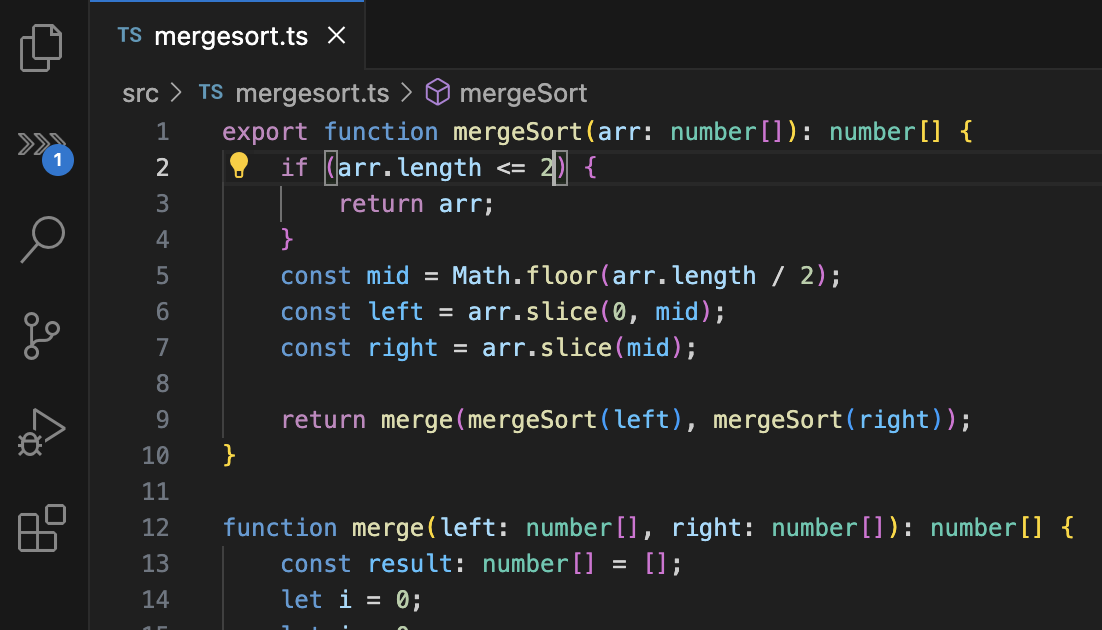 TS mergesort.ts
1
src > TS mergesort.ts > mergeSort
1 export function mergeSort(arr: number[]): number[] {
2     if (arr.length <= 2) {
3         return arr;
4     }
5     const mid = Math.floor(arr.length / 2);
6     const left = arr.slice(0, mid);
7     const right = arr.slice(mid);
8
9     return merge(mergeSort(left), mergeSort(right));
10 }
11
12 function merge(left: number[], right: number[]): number[] {
13     const result: number[] = [];
14     let i = 0;